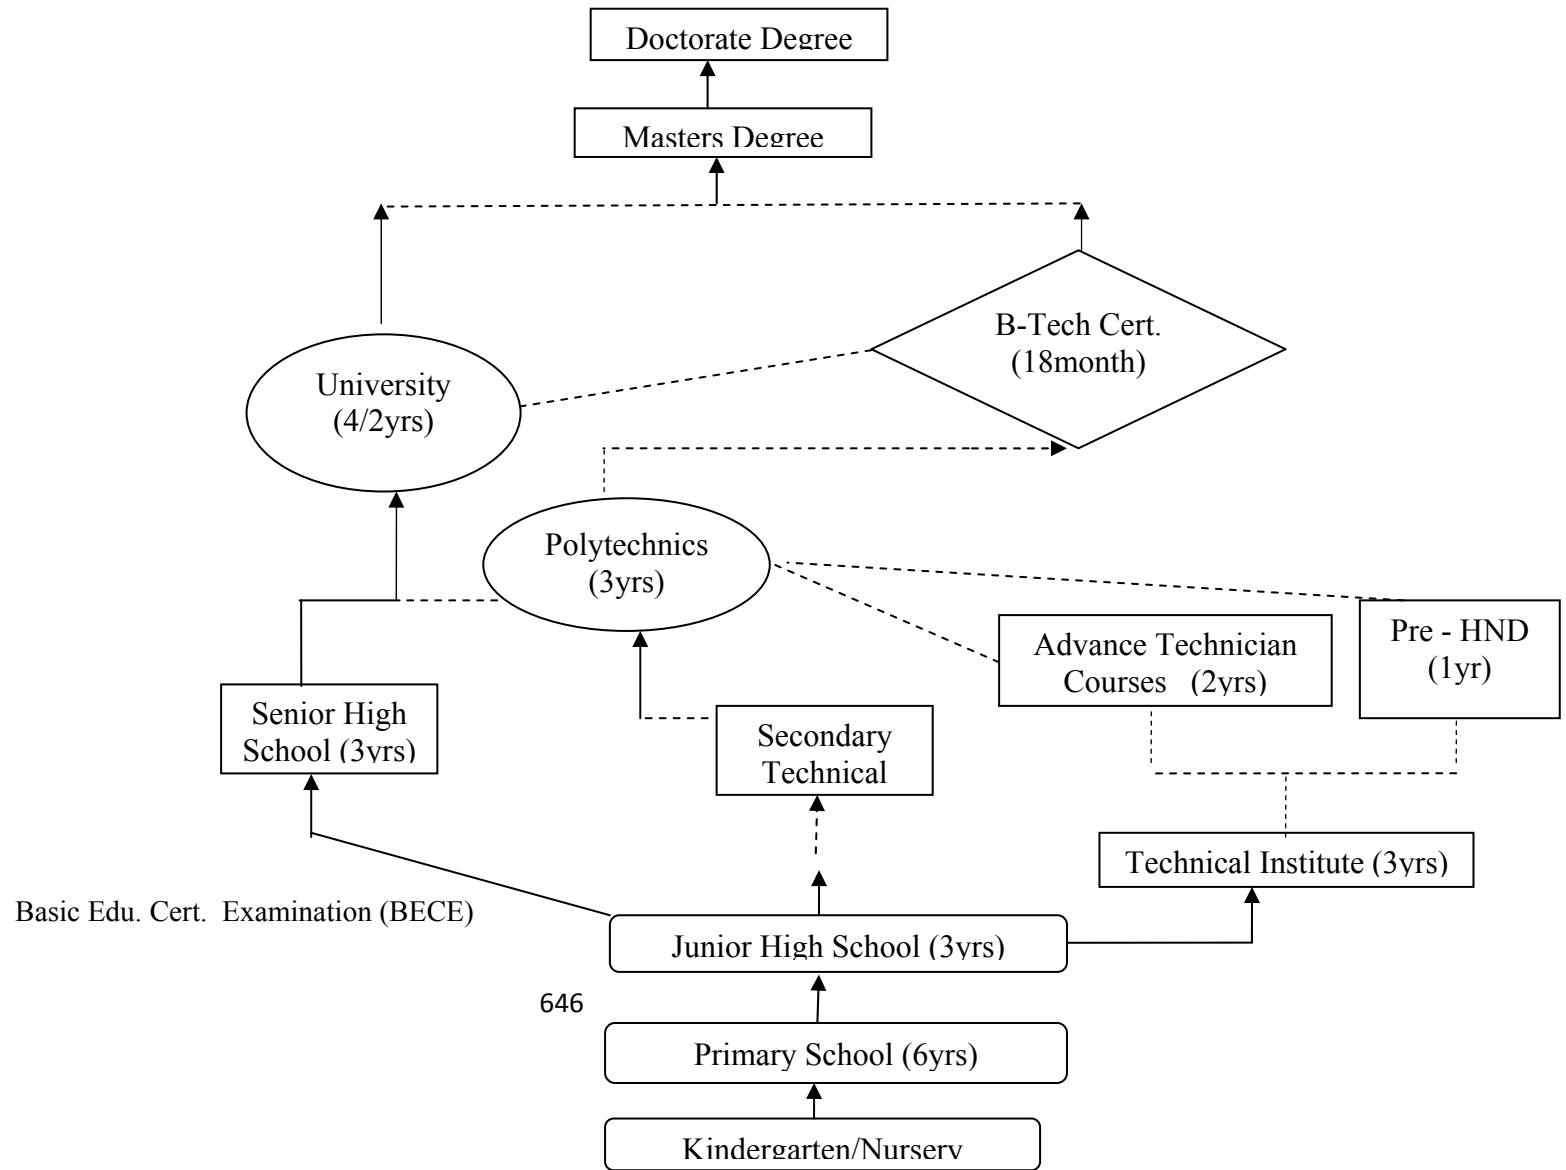 Doctorate Degree
Masters Degree
B-Tech Cert.
(18month)
University
(4/2yrs)
Polytechnics
(3yrs)
Pre - HND
(1yr)
Advance Technician
Courses (2yrs)
Senior High
School (3yrs)
Secondary
Technical
Technical Institute (3yrs)
Basic Edu. Cert. Examination (BECE)
Junior High School (3yrs)
646
Primary School (6yrs)
Kindergarten/Nursery